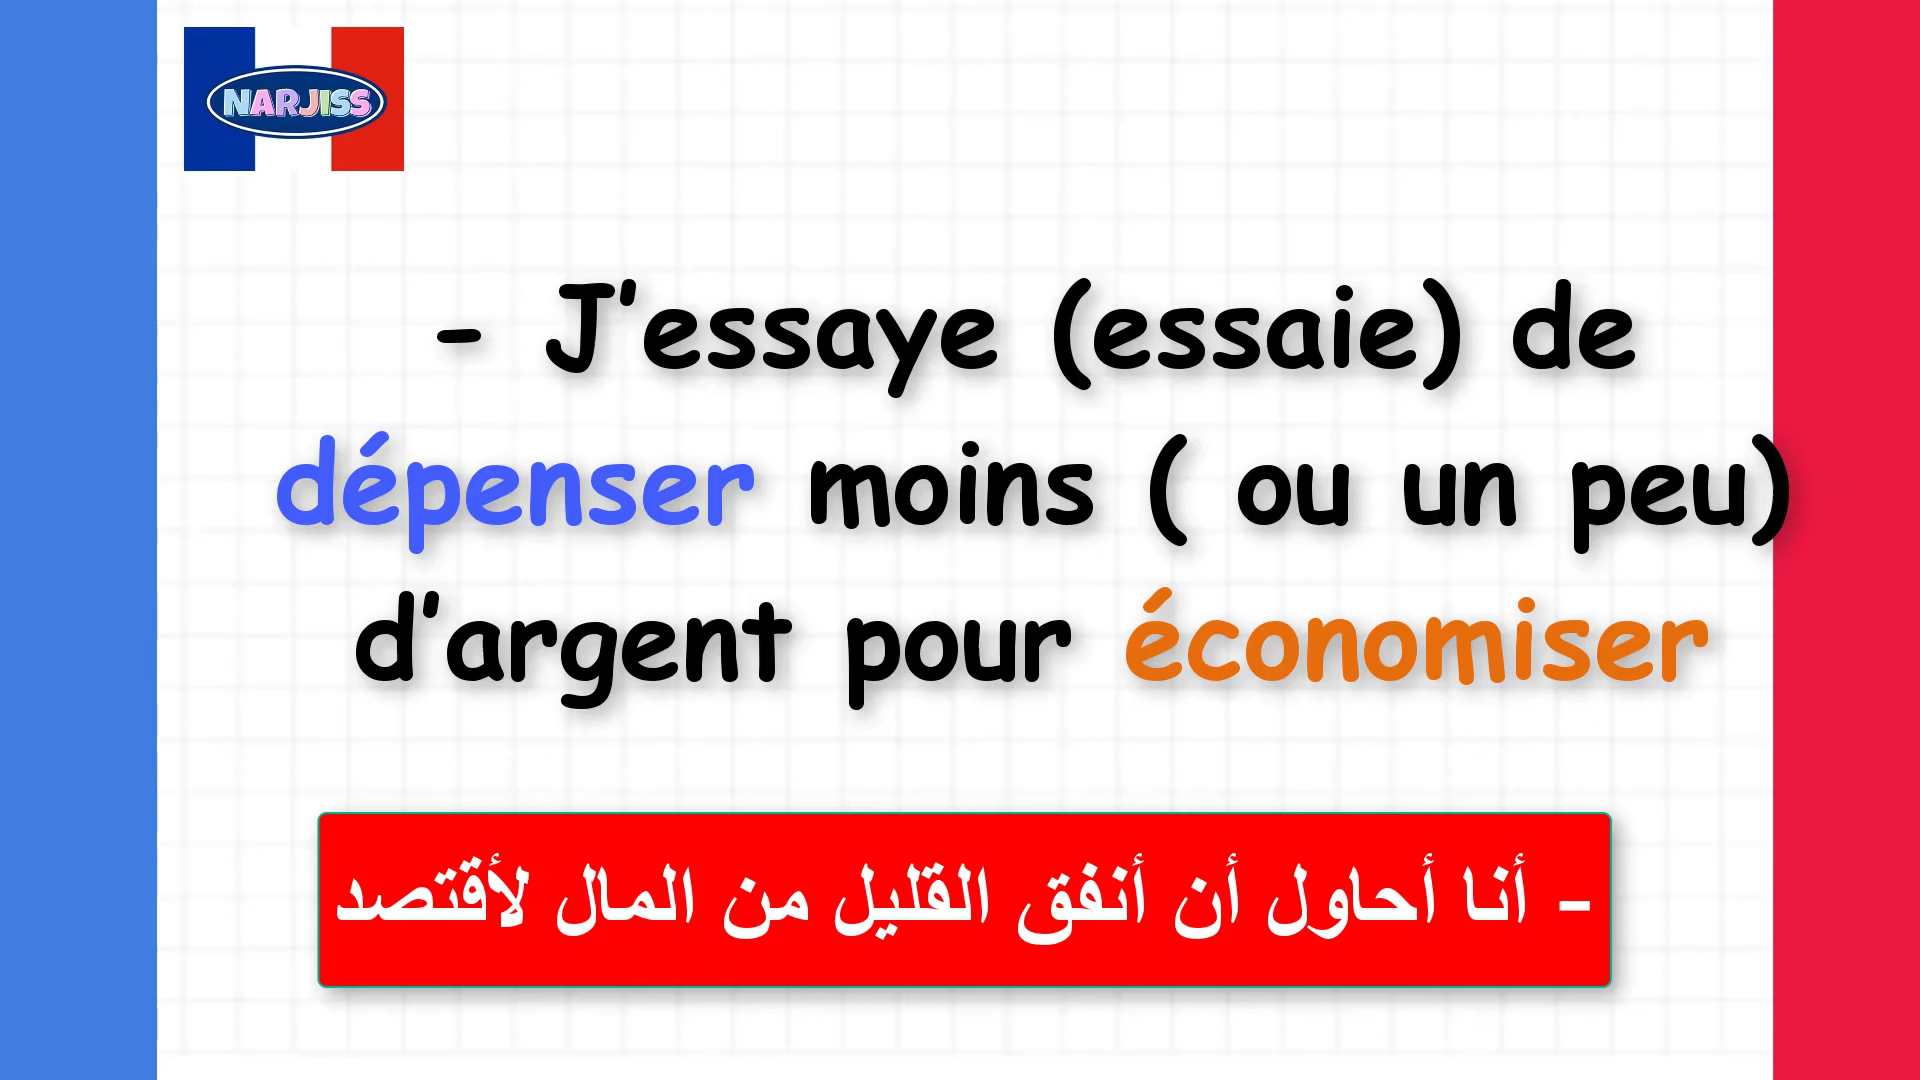 NARJISS
- J’essaye (essaie) de
dépenser moins ( ou un peu)
d’argent pour économiser
- أنا أحاول أن أنفق القليل من المال لأقتصد